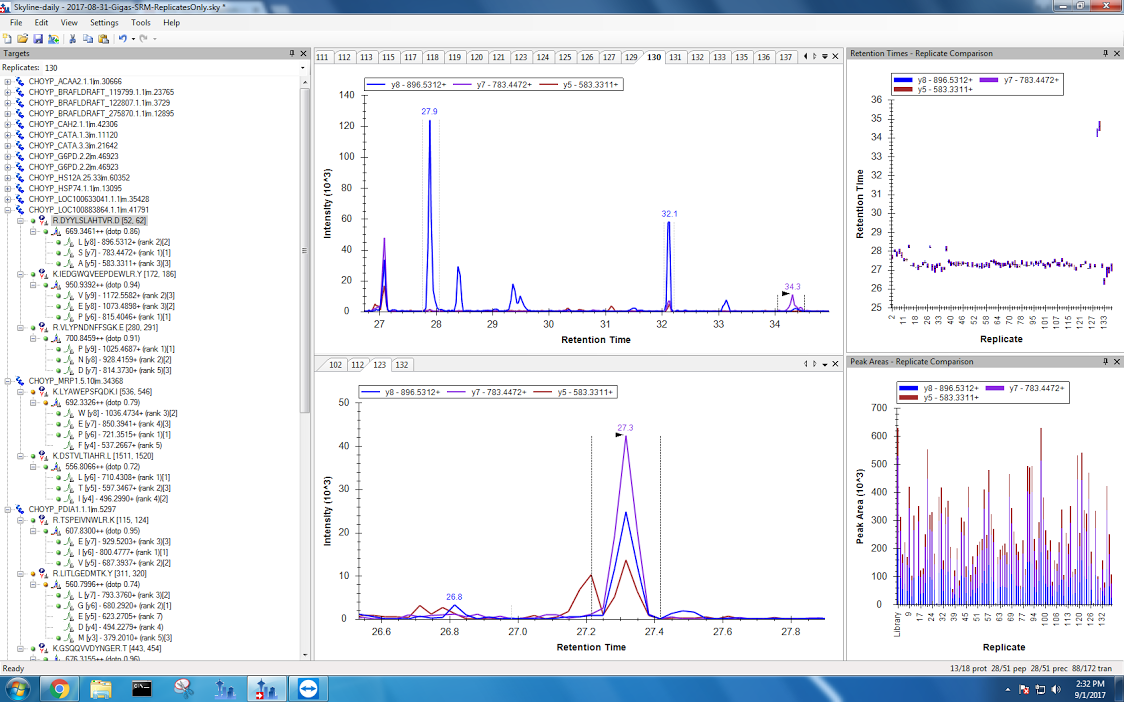 Skyline-daily - 2017-08-31-Gigas-SRM-ReplicatesOnly.sky *
File Edit View Settings Tools Help
Targets
Replicates: 130
CHOYP_ACAA2.1.1|m.30666
CHOYP_BRAFLDRAFT_119799.1.1|m.23765
CHOYP_BRAFLDRAFT_122807.1.1|m.3729
CHOYP_BRAFLDRAFT_275870.1.1|m.12895
CHOYP_CAH2.1.1|m.42306
CHOYP_CATA.1.3|m.11120
CHOYP_CATA.3.3|m.21642
CHOYP_G6PD.2.2|m.46923
CHOYP_G6PD.2.2|m.46923
CHOYP_HS12A.25.33|m.60352
CHOYP_HSP74.1.1|m.13095
CHOYP_LOC100633041.1.1|m.35428
CHOYP_LOC100883864.1.1|m.41791
R.DYYLSLAHTVR.D [52, 62]
669.3461++ (dotp 0.86)
L [y8] - 896.5312+ (rank 2)[2]
S [y7] - 783.4472+ (rank 1)[1]
A [y5] - 583.3311+ (rank 3)[3]
K.IEDGWQVEEPDEWLR.Y [172, 186]
950.9392++ (dotp 0.94)
V [y9] - 1172.5582+ (rank 2)[3]
E [y8] - 1073.4898+ (rank 3)[2]
P [y6] - 815.4046+ (rank 1)[1]
R.VLYPNDNFFSGK.E [280, 291]
700.8459++ (dotp 0.91)
P [y9] - 1025.4687+ (rank 1)[1]
N [y8] - 928.4159+ (rank 2)[2]
D [y7] - 814.3730+ (rank 5)[3]
CHOYP_MRP1.5.10|m.34368
K.LYAWEPSFQDK.I [536, 546]
692.3326++ (dotp 0.79)
W [y8] - 1036.4734+ (rank 3)[2]
E [y7] - 850.3941+ (rank 4)[3]
P [y6] - 721.3515+ (rank 1)[1]
F [y4] - 537.2667+ (rank 5)
K.DSTVLTIAHR.L [1511, 1520]
556.8066++ (dotp 0.72)
L [y6] - 710.4308+ (rank 1)[1]
T [y5] - 597.3467+ (rank 2)[3]
I [y4] - 496.2990+ (rank 4)[2]
CHOYP_PDIA1.1.1|m.5297
R.TSPEIVNWLR.K [115, 124]
607.8300++ (dotp 0.95)
E [y7] - 929.5203+ (rank 3)[3]
I [y6] - 800.4777+ (rank 1)[1]
V [y5] - 687.3937+ (rank 2)[2]
R.LITLGEDMTK.Y [311, 320]
560.7996++ (dotp 0.74)
L [y7] - 793.3760+ (rank 3)[2]
G [y6] - 680.2920+ (rank 2)[1]
E [y5] - 623.2705+ (rank 7)
D [y4] - 494.2279+ (rank 4)
M [y3] - 379.2010+ (rank 5)[3]
K.GSQQVVDYNGER.T [443, 454]
676.3155++ (dotp 0.96)
111 112 113 115 117 118 119 120 121 123 126 127 129 130 131 132 133 135 136 137
y8 - 896.5312+ y7 - 783.4472+ y5 - 583.3311+
140
120
100
80
60
40
20
0
27.9
32.1
34.3
27 28 29 30 31 32 33 34
Intensity (10^3)
Retention Time
102 112 123 132
y8 - 896.5312+ y7 - 783.4472+ y5 - 583.3311+
50
40
30
20
10
0
27.3
26.8
26.6 26.8 27.0 27.2 27.4 27.6 27.8
Intensity (10^3)
Retention Time
Retention Times - Replicate Comparison
y8 - 896.5312+ y7 - 783.4472+
y5 - 583.3311+
36
35
34
33
32
31
30
29
28
27
26
25
Retention Time
2 11 18 26 33 40 46 52 58 64 70 78 95 101 107 115 121 127 133
Replicate
Peak Areas - Replicate Comparison
y8 - 896.5312+ y7 - 783.4472+
y5 - 583.3311+
700
600
500
400
300
200
100
0
Peak Area (10^3)
Library 9 17 24 32 39 45 51 57 63 69 77 94 100 106 114 120 126 132
Replicate
Ready
13/18 prot 28/51 pep 28/51 prec 88/172 tran
2:32 PM
9/1/2017